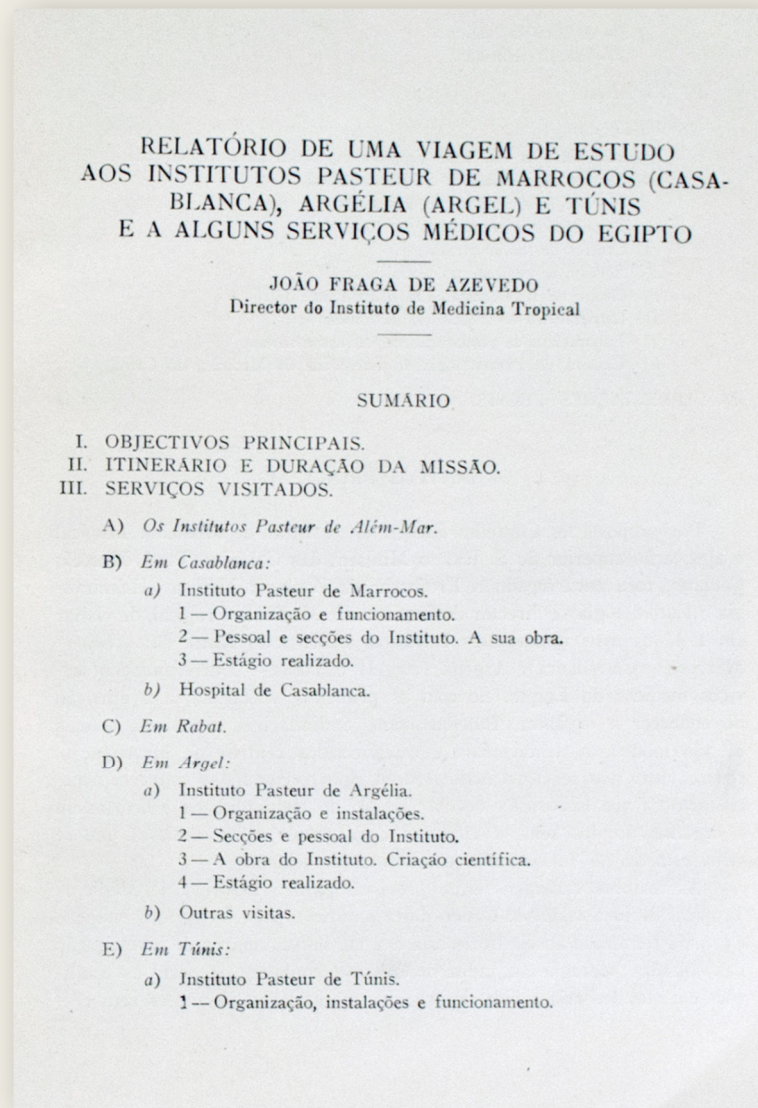 RELATÓRIO DE UMA VIAGEM DE ESTUDO
AOS INSTITUTOS PASTEUR DE MARROCOS (CASA-
BLANCA), ARGÉLIA (ARGEL) E TÚNIS
E A ALGUNS SERVIÇOS MÉDICOS DO EGIPTO
JOÃO FRAGA DE AZEVEDO
Director do Instituto de Medicina Tropical
SUMÁRIO
I. OBJECTIVOS PRINCIPAIS.
II. ITINERÁRIO E DURAÇÃO DA MISSÃO.
III. SERVIÇOS VISITADOS.
A) Os Institutos Pasteur de Além-Mar.
B) Em Casablanca:
a) Instituto Pasteur de Marrocos.
1 — Organização e funcionamento.
2 — Pessoal e secções do Instituto. A sua obra.
3 — Estágio realizado.
b) Hospital de Casablanca.
C) Em Rabat.
D) Em Argel:
a) Instituto Pasteur de Argélia.
1 — Organização e instalações.
2 — Secções e pessoal do Instituto.
3 — A obra do Instituto. Criação científica.
4 — Estágio realizado.
b) Outras visitas.
E) Em Túnis:
a) Instituto Pasteur de Túnis.
1 — Organização, instalações e funcionamento.